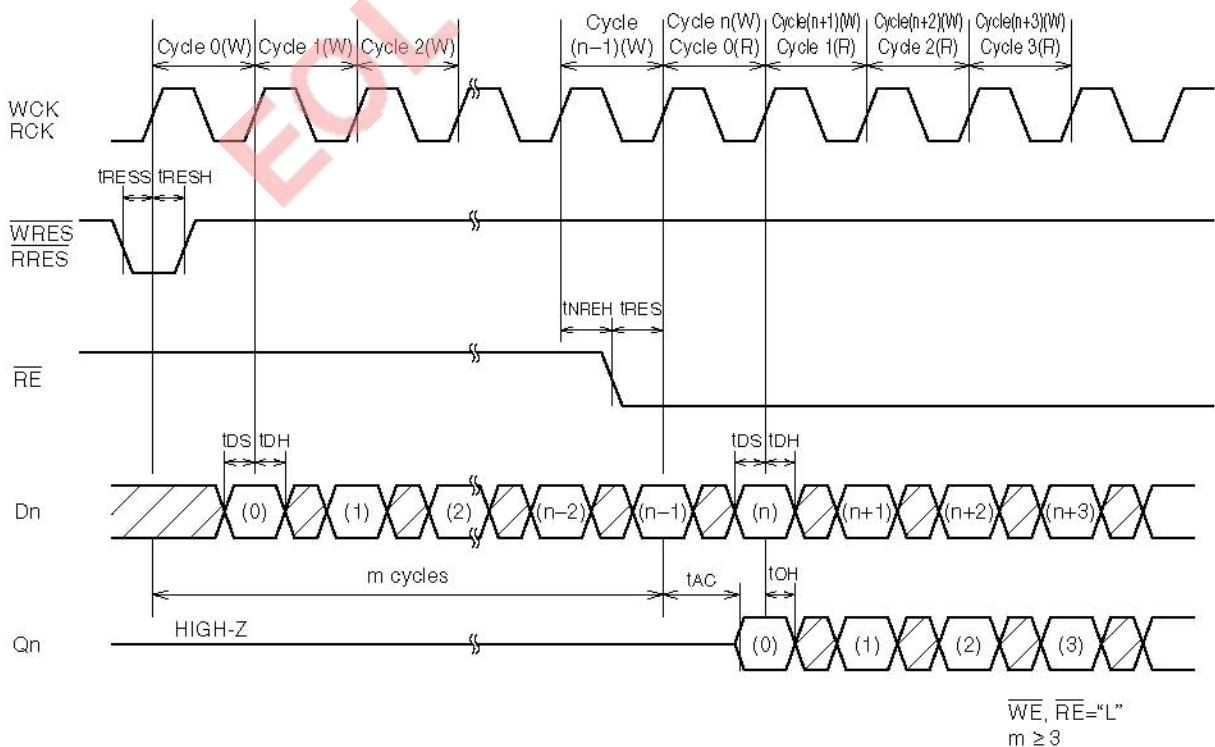 Cycle 0(W) Cycle 1(W) Cycle 2(W) Cycle (n−1)(W) Cycle n(W) Cycle 0(R) Cycle(n+1)(W) Cycle 1(R) Cycle(n+2)(W) Cycle 2(R) Cycle(n+3)(W) Cycle 3(R)
EOL
WCK
RCK
tRESS tRESH
WRES
RRES
tNREH tRES
RE
tDS tDH tDS tDH
Dn (0) (1) (2) (n−2) (n−1) (n) (n+1) (n+2) (n+3)
m cycles tAC tOH
HIGH-Z
Qn (0) (1) (2) (3)
WE, RE=“L”
m ≥ 3